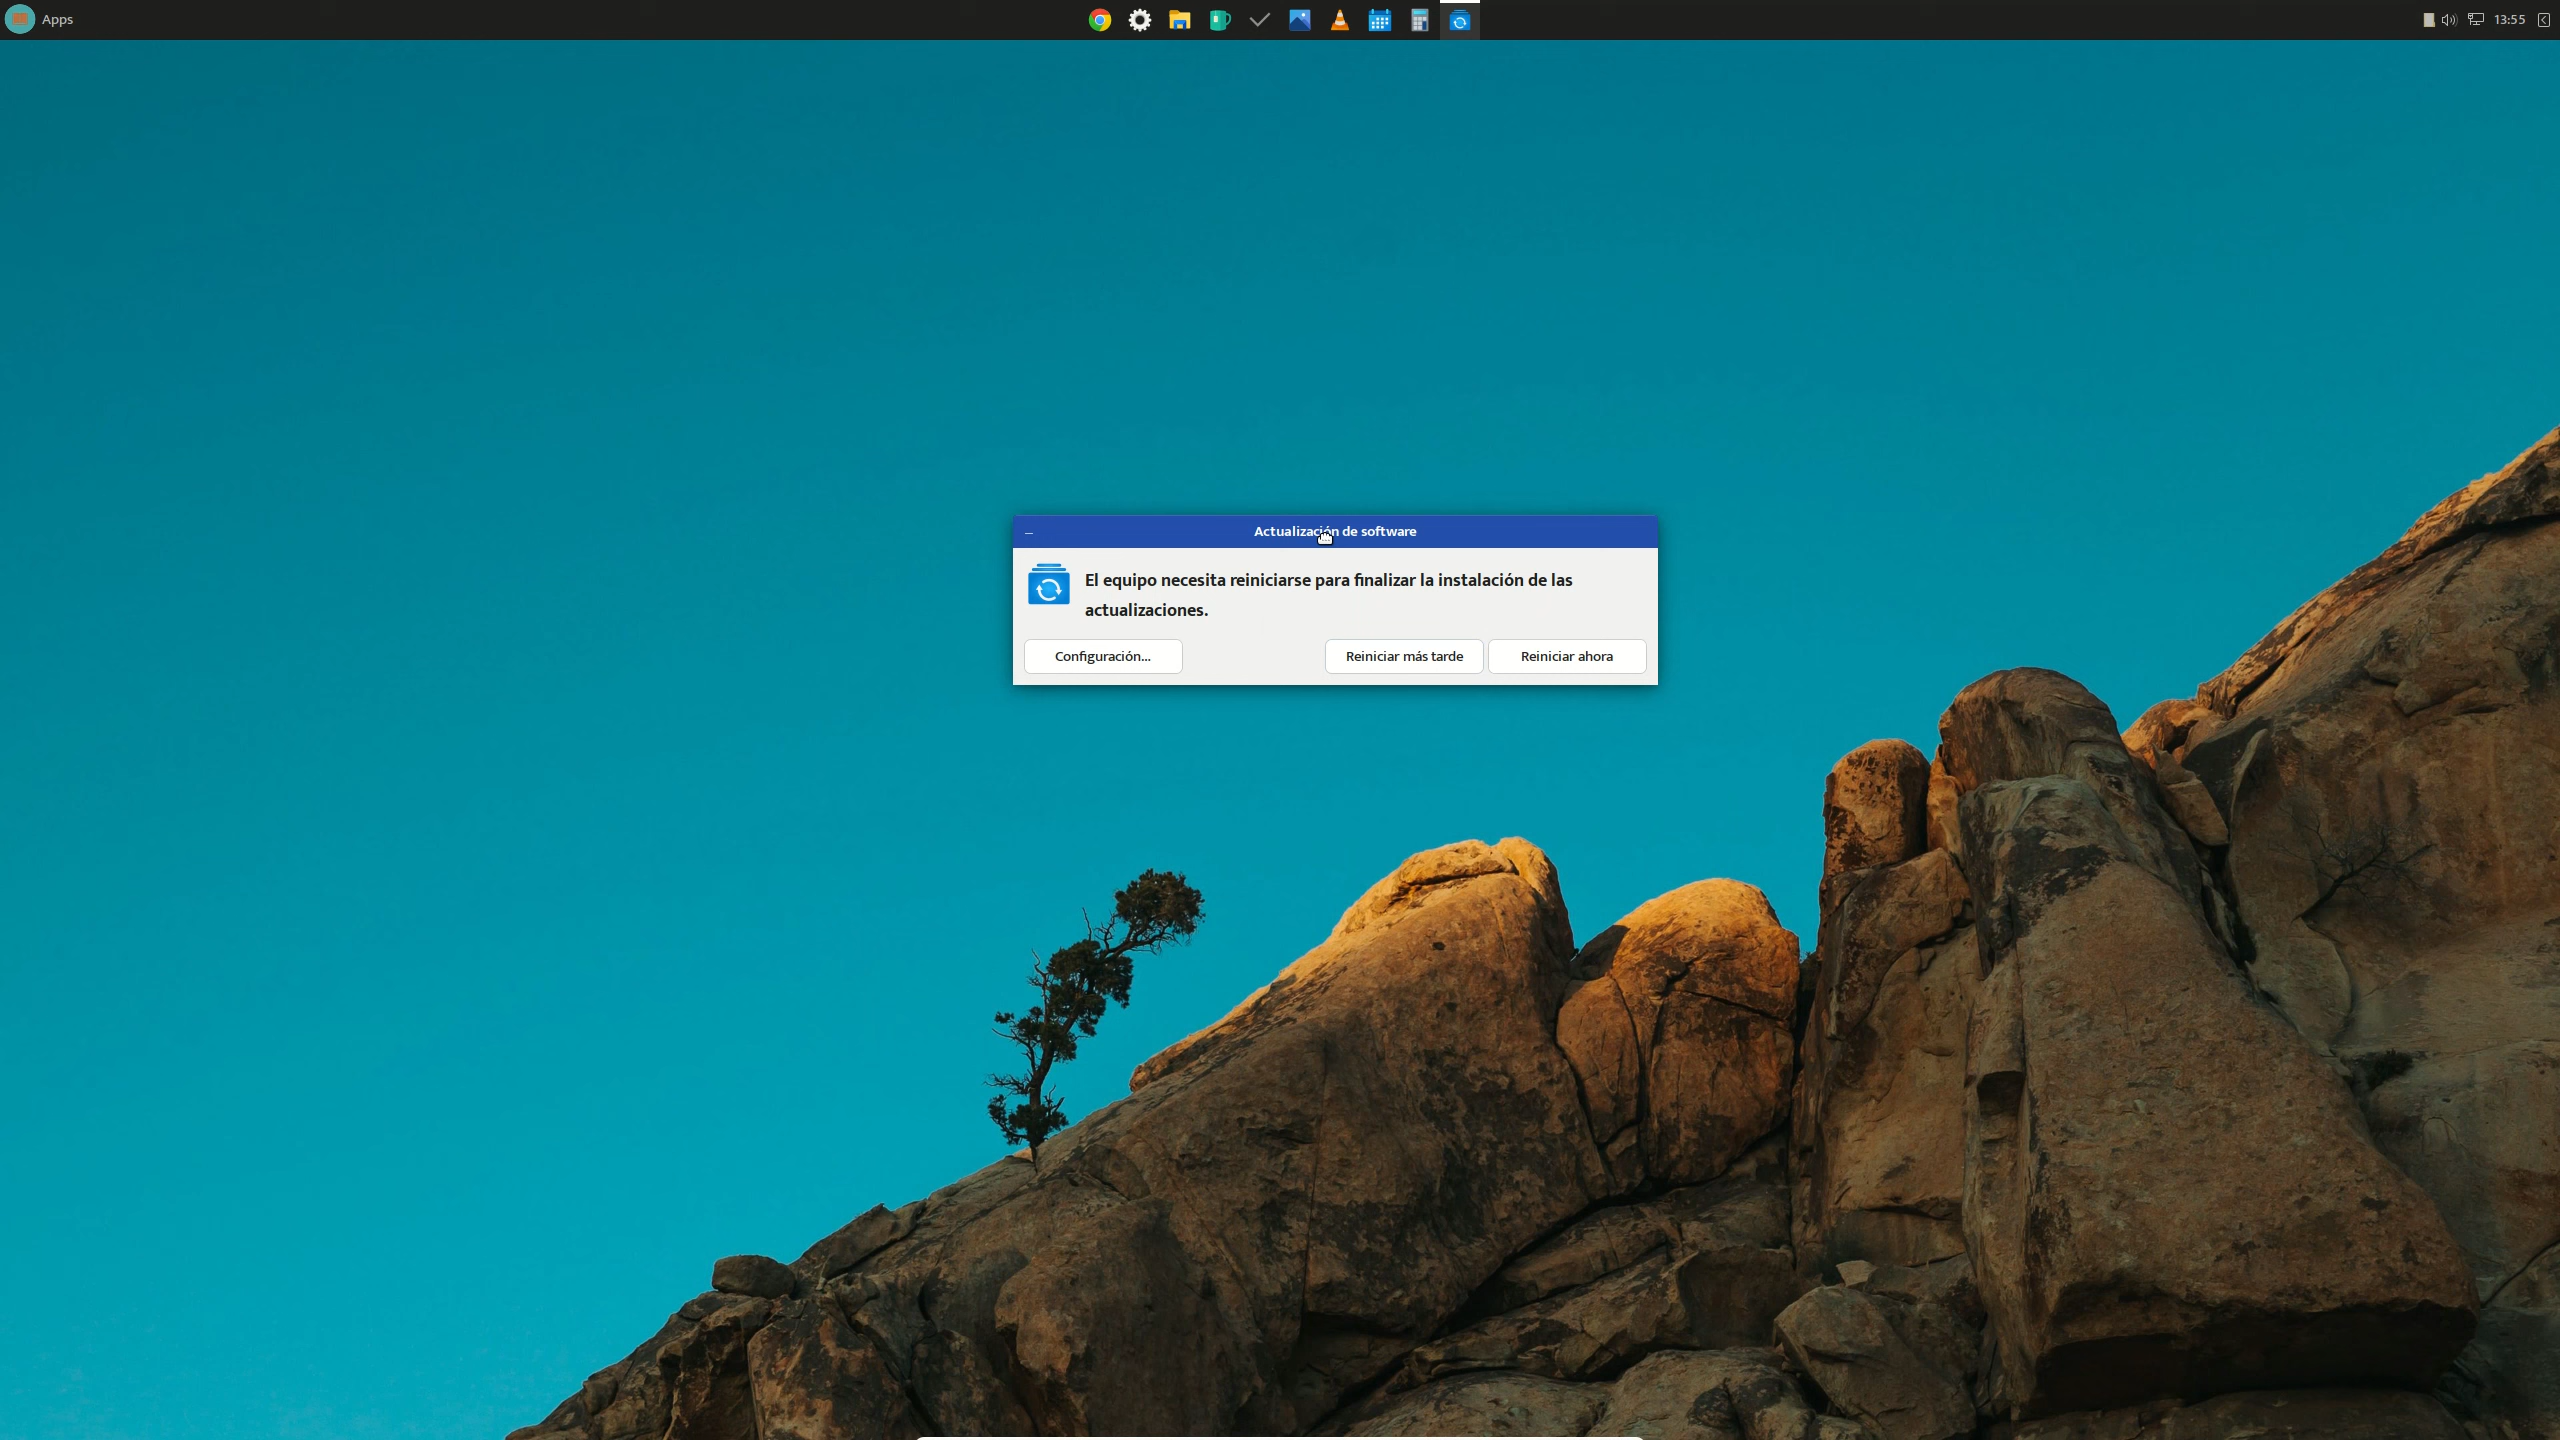 Apps
13:55
Actualización de software
El equipo necesita reiniciarse para finalizar la instalación de las
actualizaciones.
Configuración...
Reiniciar más tarde
Reiniciar ahora